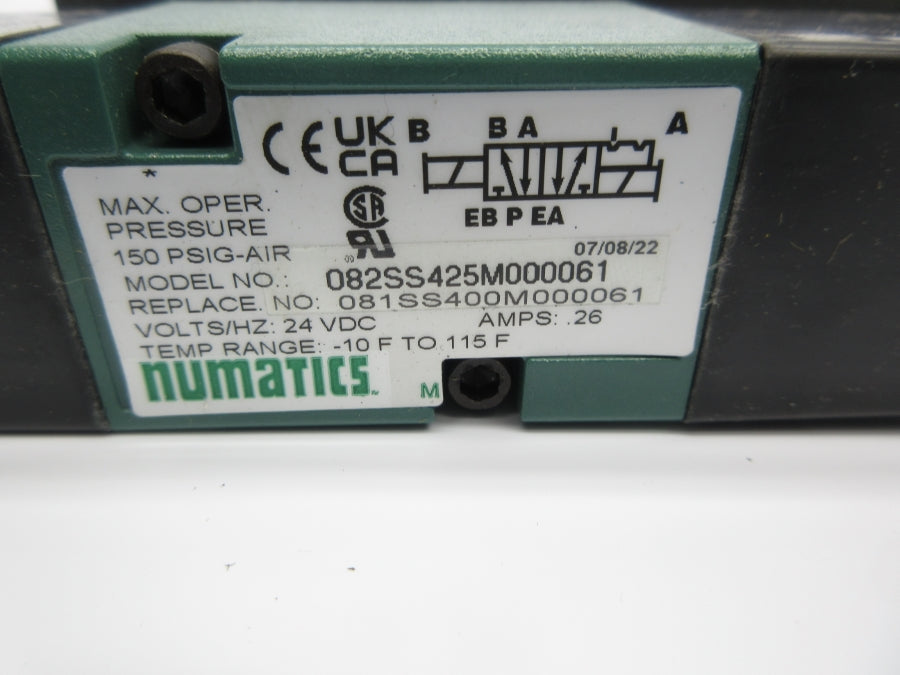 CE UK CA
B B A A
EB P EA
*
MAX. OPER.
PRESSURE
150 PSIG-AIR
07/08/22
MODEL NO.: 082SS425M000061
REPLACE. NO: 081SS400M000061
VOLTS/HZ: 24 VDC AMPS: .26
TEMP RANGE: -10 F TO 115 F
numatics M